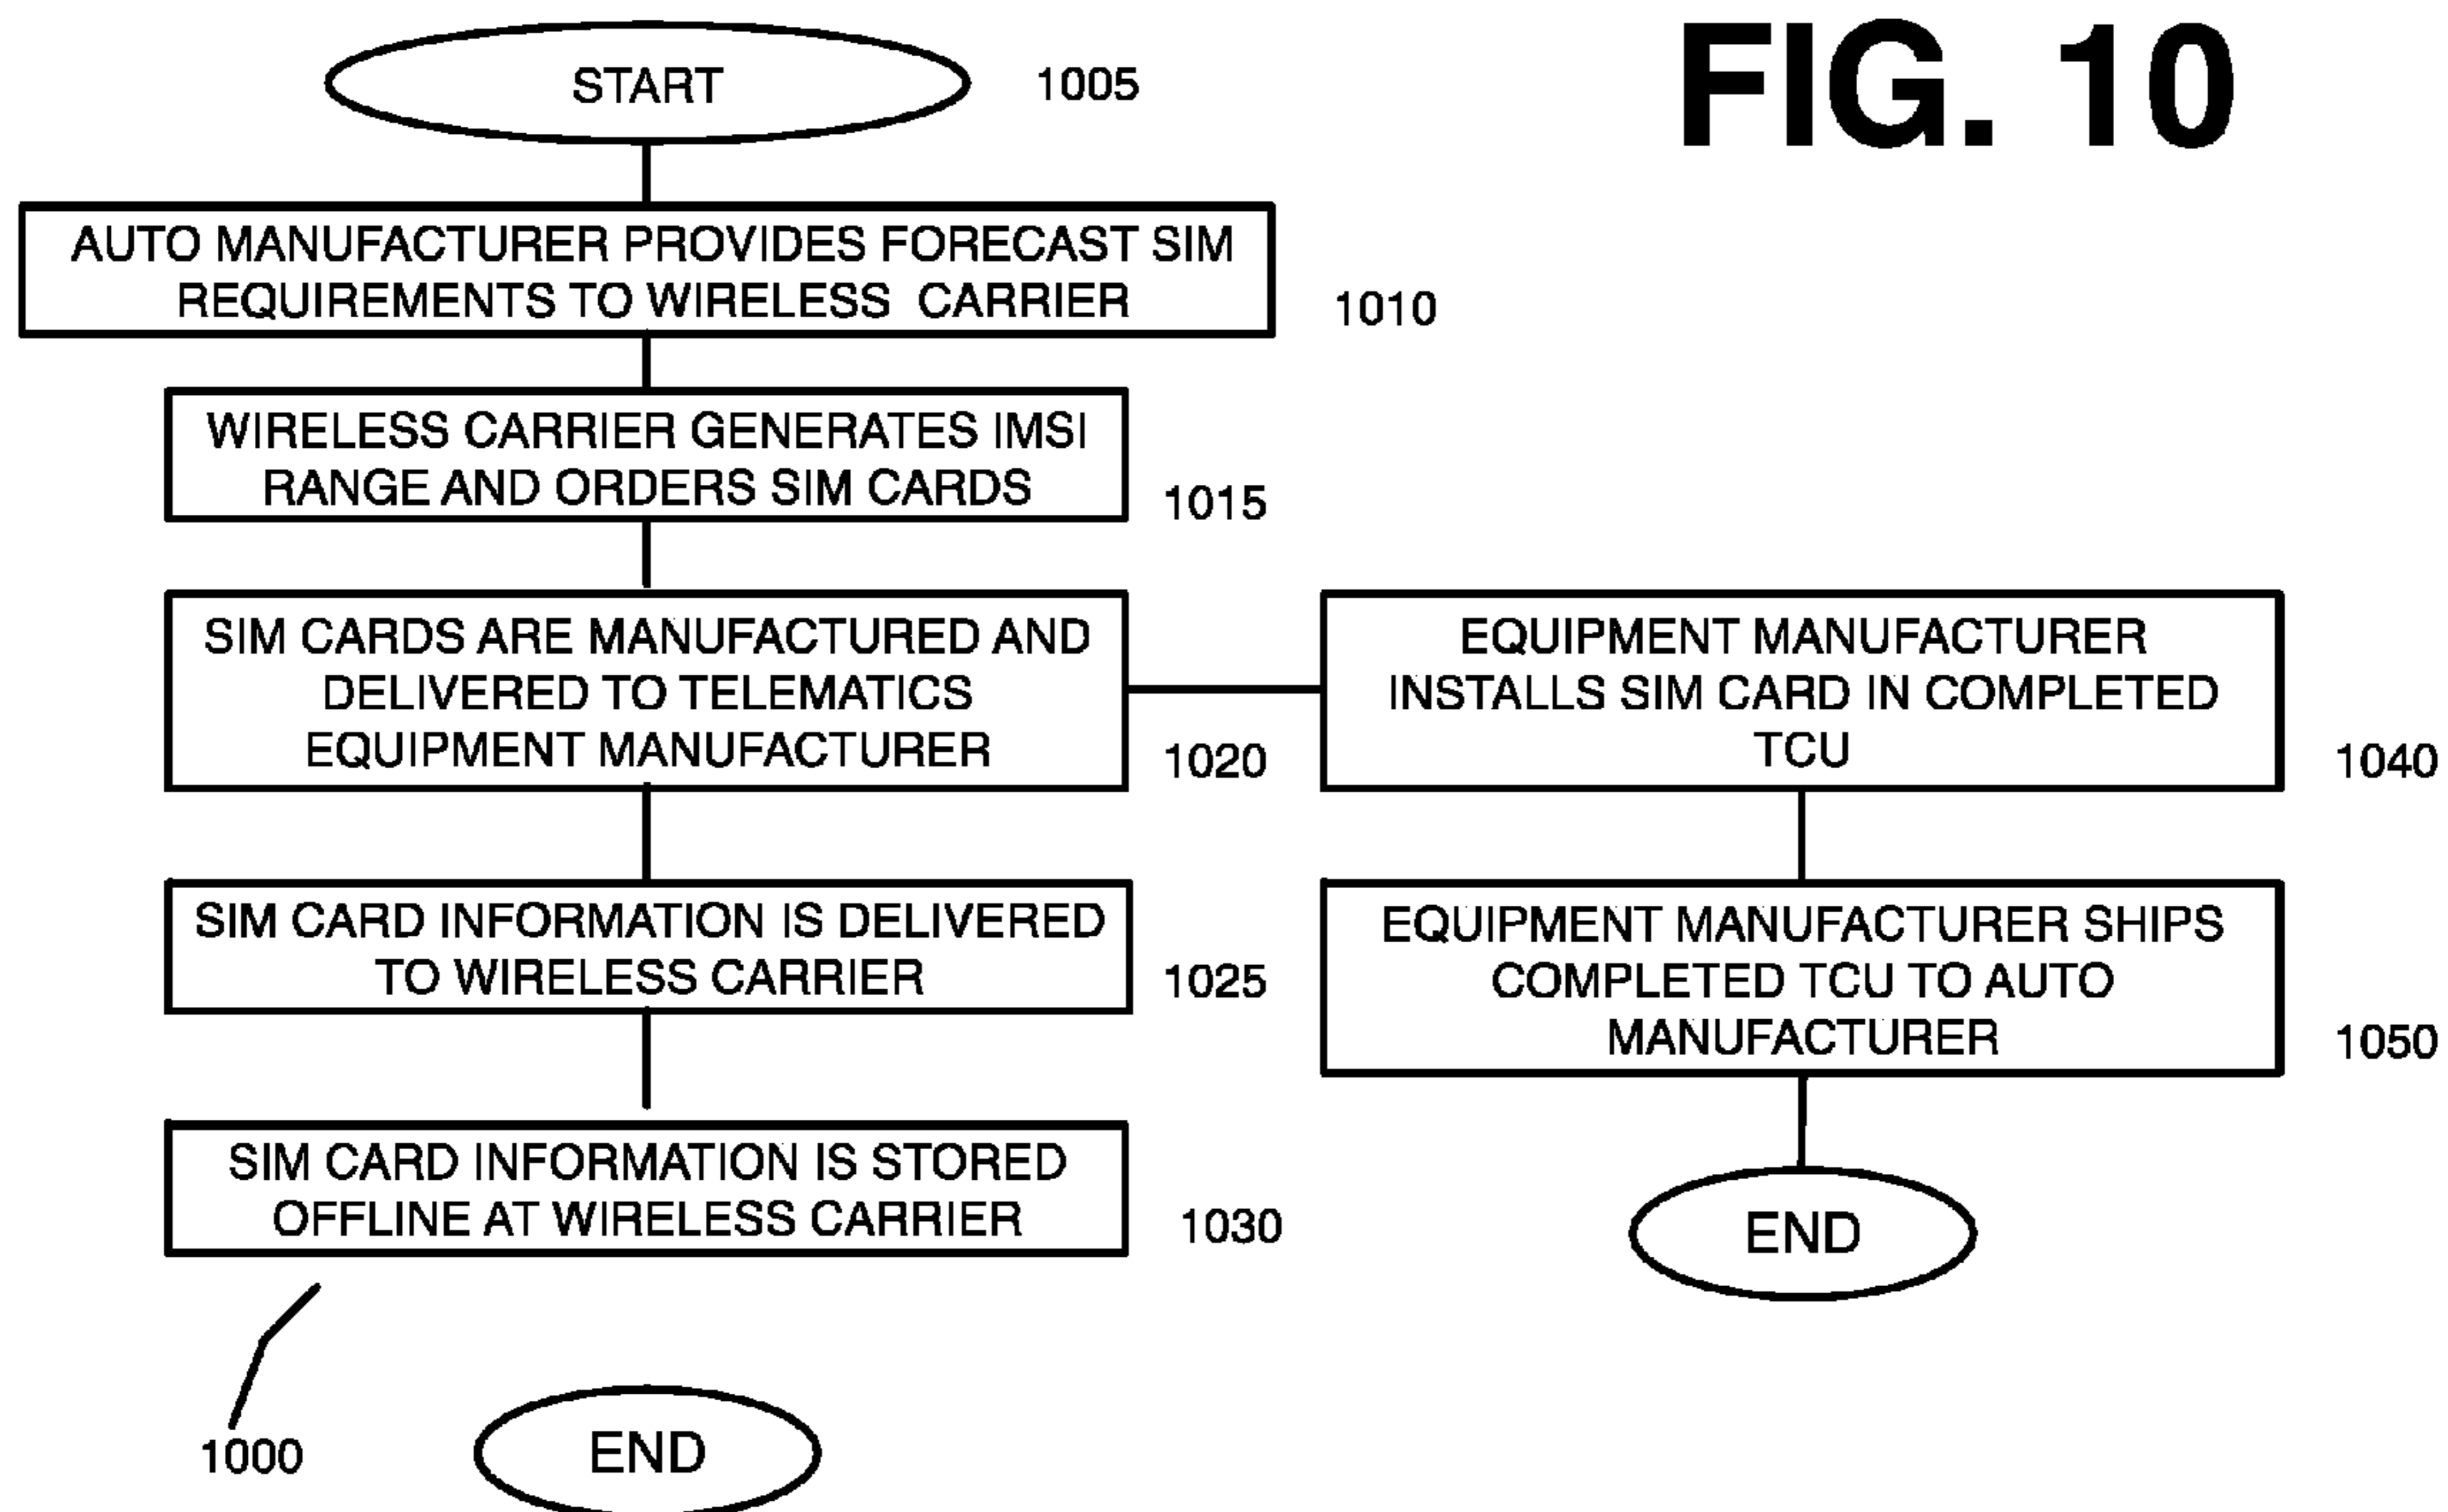 FIG. 10
START
1005
AUTO MANUFACTURER PROVIDES FORECAST SIM
REQUIREMENTS TO WIRELESS CARRIER
1010
WIRELESS CARRIER GENERATES IMSI
RANGE AND ORDERS SIM CARDS
1015
SIM CARDS ARE MANUFACTURED AND
DELIVERED TO TELEMATICS
EQUIPMENT MANUFACTURER
1020
EQUIPMENT MANUFACTURER
INSTALLS SIM CARD IN COMPLETED
TCU
1040
SIM CARD INFORMATION IS DELIVERED
TO WIRELESS CARRIER
1025
EQUIPMENT MANUFACTURER SHIPS
COMPLETED TCU TO AUTO
MANUFACTURER
1050
SIM CARD INFORMATION IS STORED
OFFLINE AT WIRELESS CARRIER
1030
END
1000
END